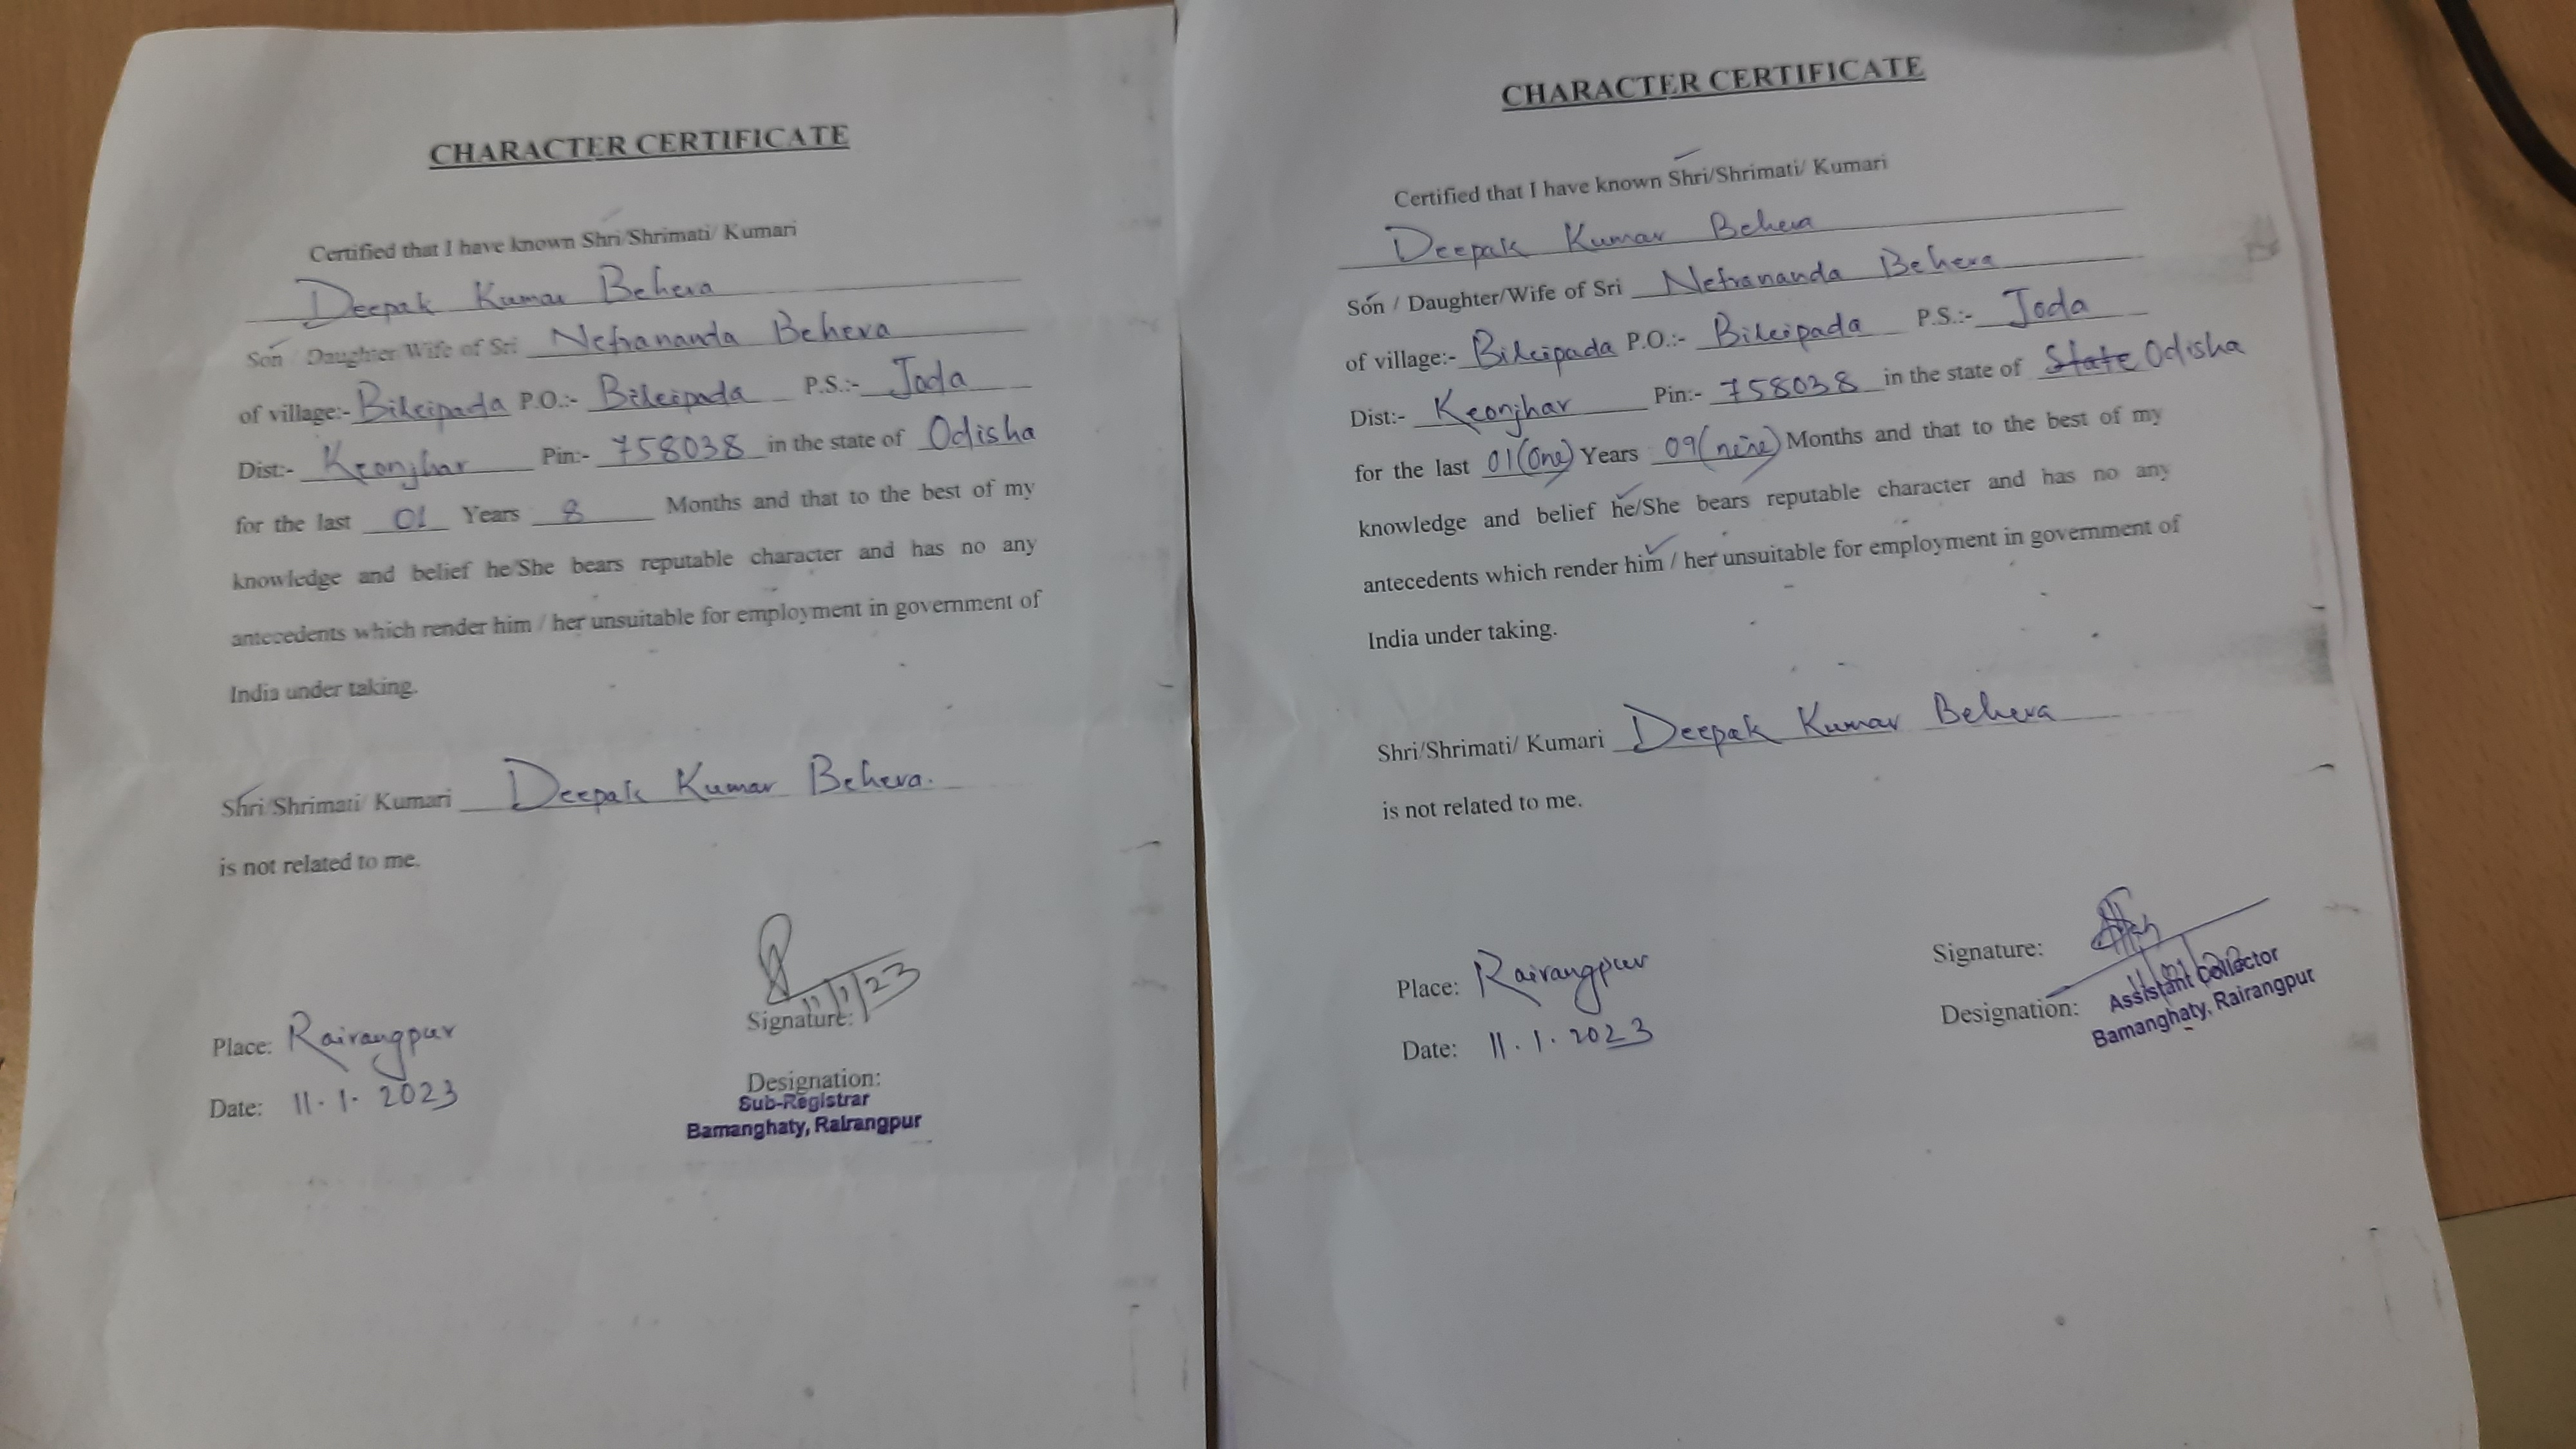 CHARACTER CERTIFICATE
Certified that I have known Shri/Shrimati/ Kumari
Deepak Kumar Behera
Son / Daughter/Wife of Sri Netrananda Behera
of village:- Bileipada P.O.:- Bileipada P.S.:- Joda
Dist:- Keonjhar Pin:- 758038 in the state of Odisha
for the last 01 Years 8 Months and that to the best of my
knowledge and belief he/She bears reputable character and has no any
antecedents which render him / her unsuitable for employment in government of
India under taking.
Shri/Shrimati/ Kumari Deepak Kumar Behera.
is not related to me.
Place: Rairangpur
Date: 11.1.2023
11/1/23
Signature:
Designation:
Sub-Registrar
Bamanghaty, Rairangpur
CHARACTER CERTIFICATE
Certified that I have known Shri/Shrimati/ Kumari
Deepak Kumar Behera
Son / Daughter/Wife of Sri Netrananda Behera
of village:- Bileipada P.O.:- Bileipada P.S.:- Joda
Dist:- Keonjhar Pin:- 758038 in the state of State Odisha
for the last 01(One) Years 09(nine) Months and that to the best of my
knowledge and belief he/She bears reputable character and has no any
antecedents which render him / her unsuitable for employment in government of
India under taking.
Shri/Shrimati/ Kumari Deepak Kumar Behera
is not related to me.
Place: Rairangpur
Date: 11.1.2023
Signature:
Designation:
Assistant Collector
Bamanghaty, Rairangpur